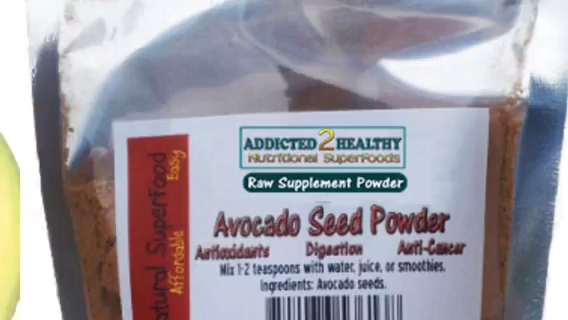 ADDICTED 2 HEALTHY
Nutritional SuperFoods
Raw Supplement Powder
Avocado Seed Powder
Antioxidants Digestion Anti-Cancer
Mix 1-2 teaspoons with water, juice, or smoothies.
Ingredients: Avocado seeds.
atural SuperFood
Affordable Easy